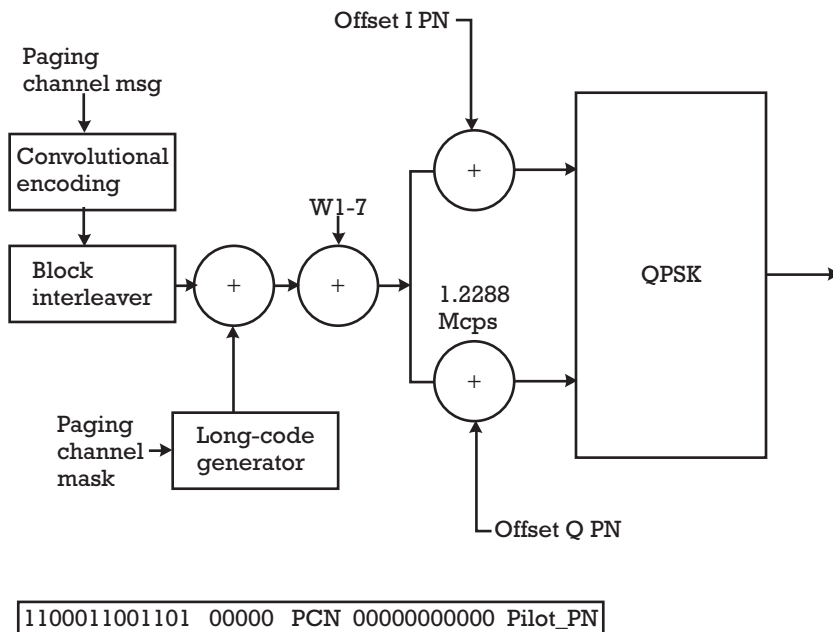 Offset I PN
Paging
channel msg
Convolutional
encoding
W1-7
+
Block
interleaver
+
+
1.2288
Mcps
QPSK
+
Paging
channel
mask
Long-code
generator
Offset Q PN
1100011001101 00000 PCN 00000000000 Pilot_PN